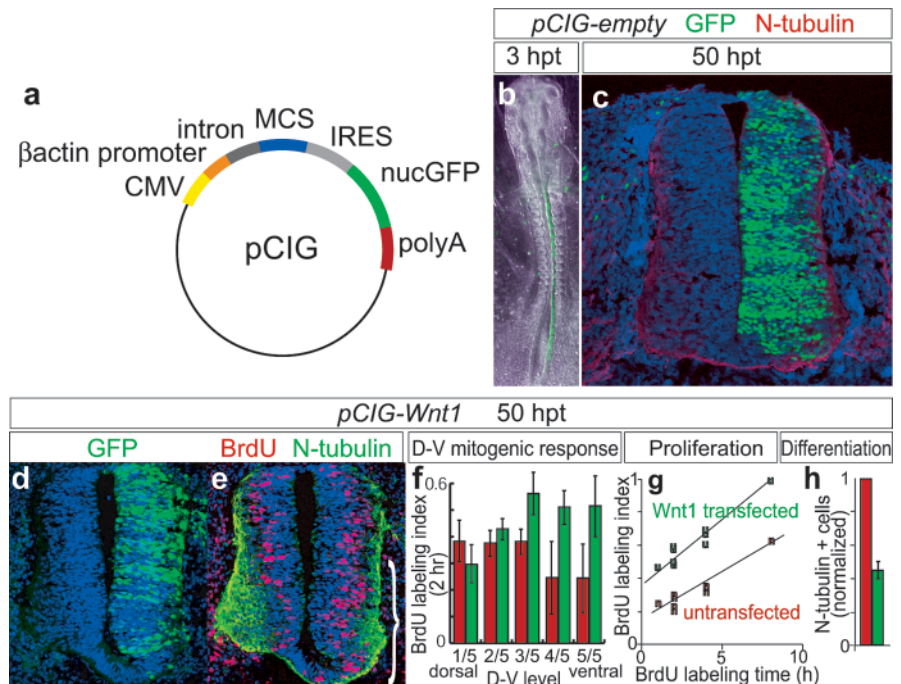 pCIG-empty GFP N-tubulin
3 hpt 50 hpt
a
b
c
CMV
βactin promoter
intron
MCS
IRES
nucGFP
polyA
pCIG
pCIG-Wnt1 50 hpt
GFP BrdU N-tubulin D-V mitogenic response Proliferation Differentiation
d
e
f
BrdU labeling index
(2 hr)
0.6
0
1/5 2/5 3/5 4/5 5/5
dorsal ventral
D-V level
g
BrdU labeling index
1
0
Wnt1 transfected
untransfected
0 5 10
BrdU labeling time (h)
h
N-tubulin + cells
(normalized)
1
0